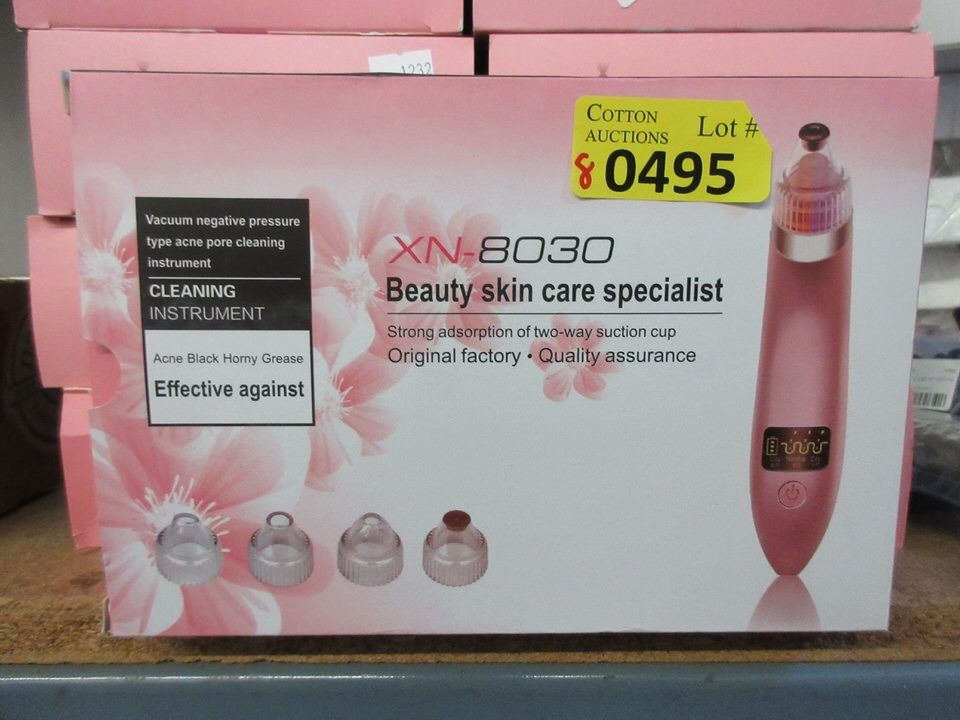 1232
COTTON
AUCTIONS
Lot #
8 0495
Vacuum negative pressure
type acne pore cleaning
instrument
CLEANING
INSTRUMENT
Acne Black Horny Grease
Effective against
XN-8030
Beauty skin care specialist
Strong adsorption of two-way suction cup
Original factory • Quality assurance